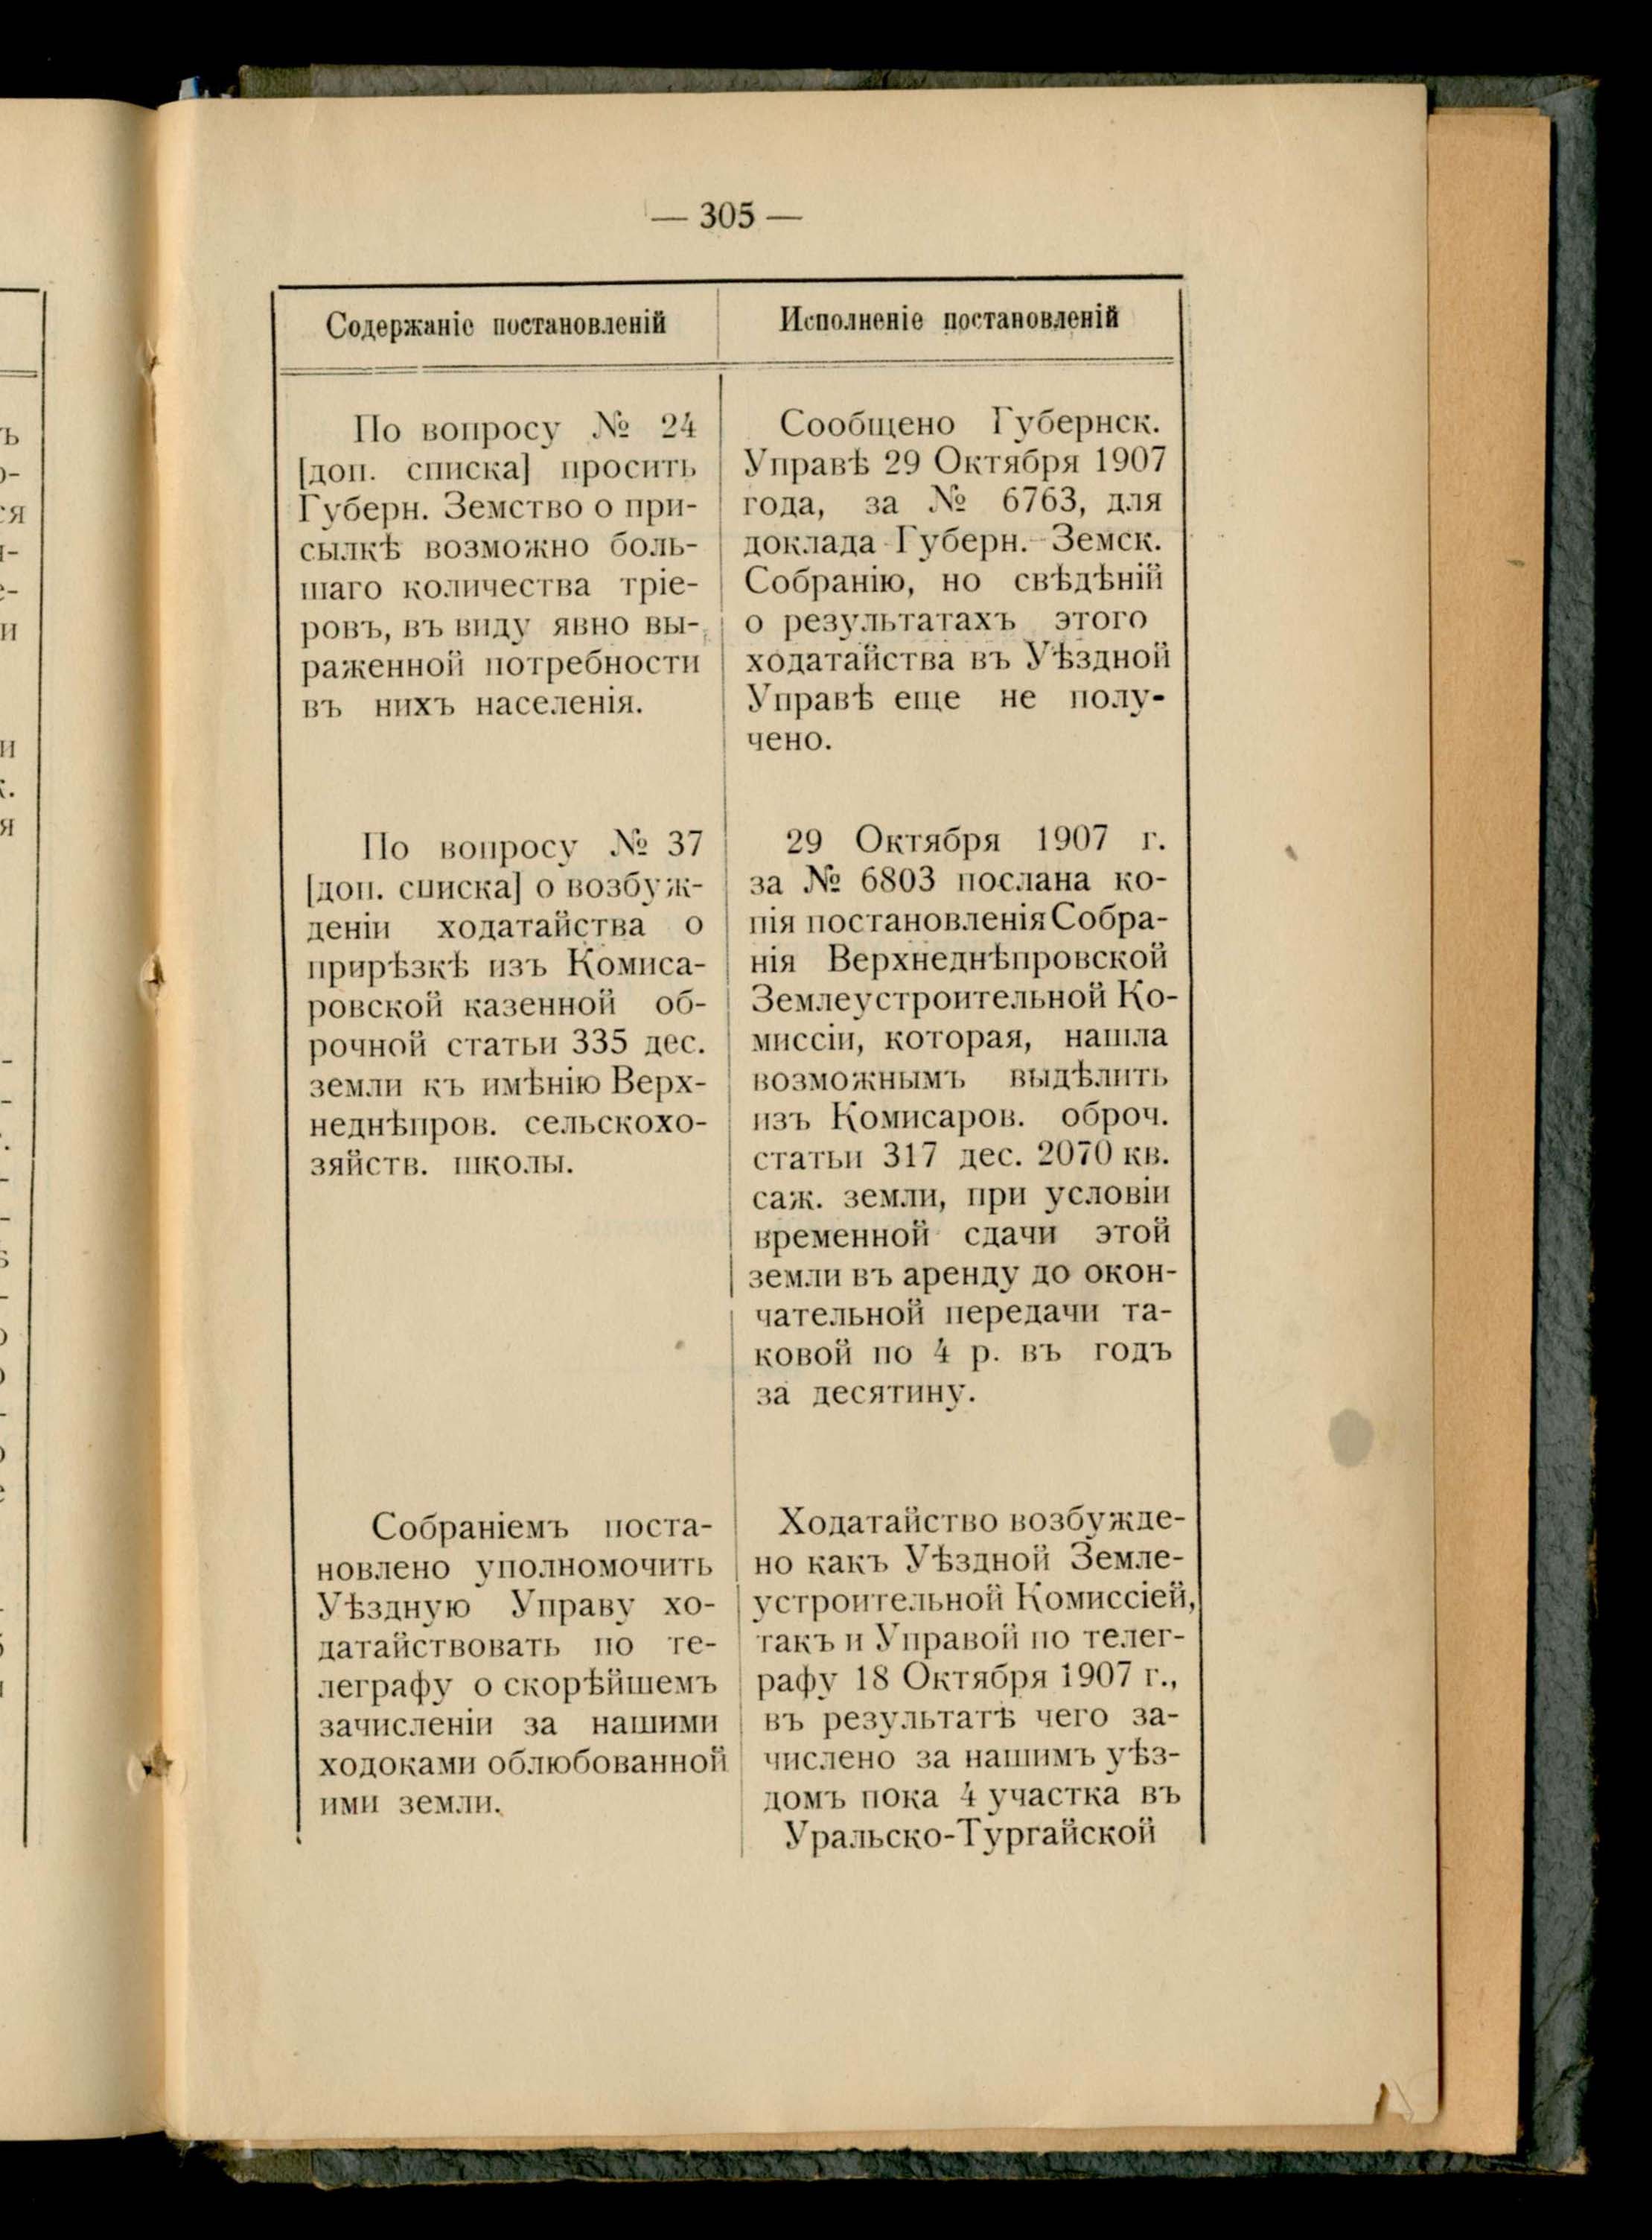 — 305 —
Содержаніе постановленій
Исполненіе постановленій
По вопросу № 24
[доп. списка] просить
Губерн. Земство о при-
сылкѣ возможно боль-
шаго количества тріе-
ровъ, въ виду явно вы-
раженной потребности
въ нихъ населенія.
Сообщено Губернск.
Управѣ 29 Октября 1907
года, за № 6763, для
доклада Губерн. Земск.
Собранію, но свѣдѣній
о результатахъ этого
ходатайства въ Уѣздной
Управѣ еще не полу-
чено.
По вопросу № 37
[доп. списка] о возбуж-
деніи ходатайства о
прирѣзкѣ изъ Комиса-
ровской казенной об-
рочной статьи 335 дес.
земли къ имѣнію Верх-
неднѣпров. сельскохо-
зяйств. школы.
29 Октября 1907 г.
за № 6803 послана ко-
пія постановленія Собра-
нія Верхнеднѣпровской
Землеустроительной Ко-
миссіи, которая, нашла
возможнымъ выдѣлить
изъ Комисаров. оброч.
статьи 317 дес. 2070 кв.
саж. земли, при условіи
временной сдачи этой
земли въ аренду до окон-
чательной передачи та-
ковой по 4 р. въ годъ
за десятину.
Собраніемъ поста-
новлено уполномочить
Уѣздную Управу хо-
датайствовать по те-
леграфу о скорѣйшемъ
зачисленіи за нашими
ходоками облюбованной
ими земли.
Ходатайство возбужде-
но какъ Уѣздной Земле-
устроительной Комиссіей,
такъ и Управой по телег-
рафу 18 Октября 1907 г.,
въ результатѣ чего за-
числено за нашимъ уѣз-
домъ пока 4 участка въ
Уральско-Тургайской